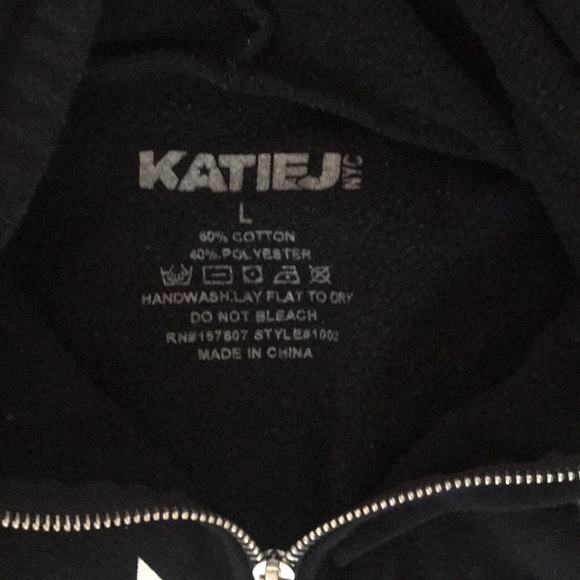 KATIEJ NYC
L
60% COTTON
40% POLYESTER
HANDWASH.LAY FLAT TO DRY
DO NOT BLEACH
RN#157807 STYLE#1003
MADE IN CHINA